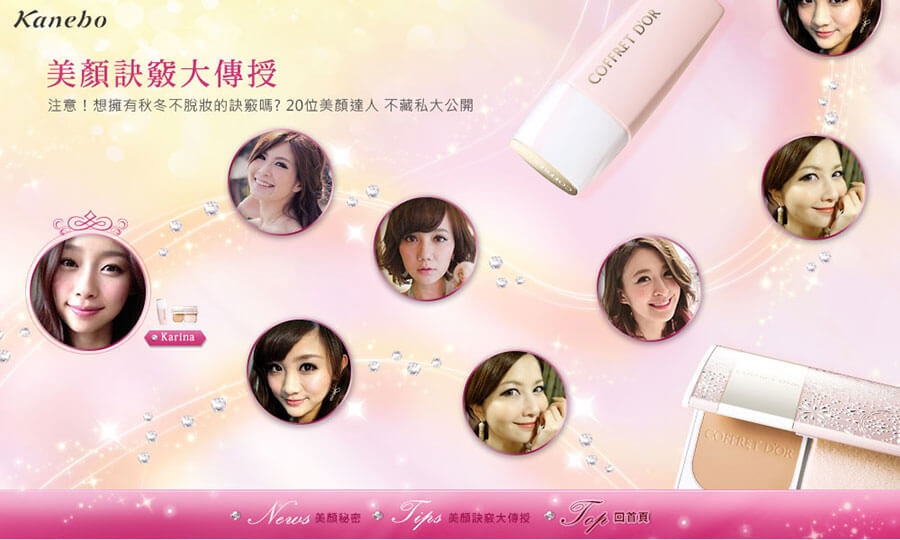 Kanebo
美顏訣竅大傳授
注意！想擁有秋冬不脫妝的訣竅嗎? 20位美顏達人 不藏私大公開
COFFRET D'OR
Karina
COFFRET D'OR
COFFRET D'OR
News 美顏秘密 Tips 美顏訣竅大傳授 Top 回首頁